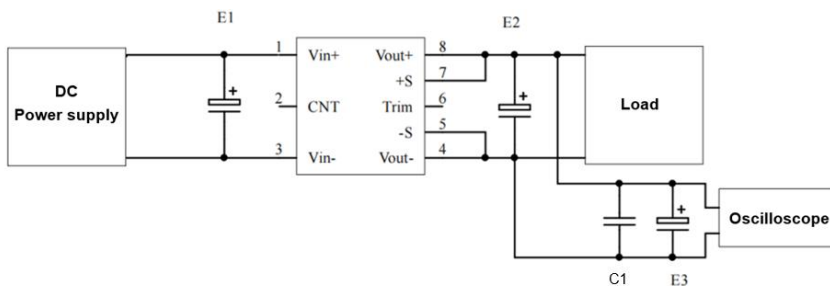 E1
E2
DC
Power supply
1
Vin+
2
CNT
3
Vin-
Vout+
8
+S
7
Trim
6
-S
5
Vout-
4
+
+
Load
+
Oscilloscope
C1
E3